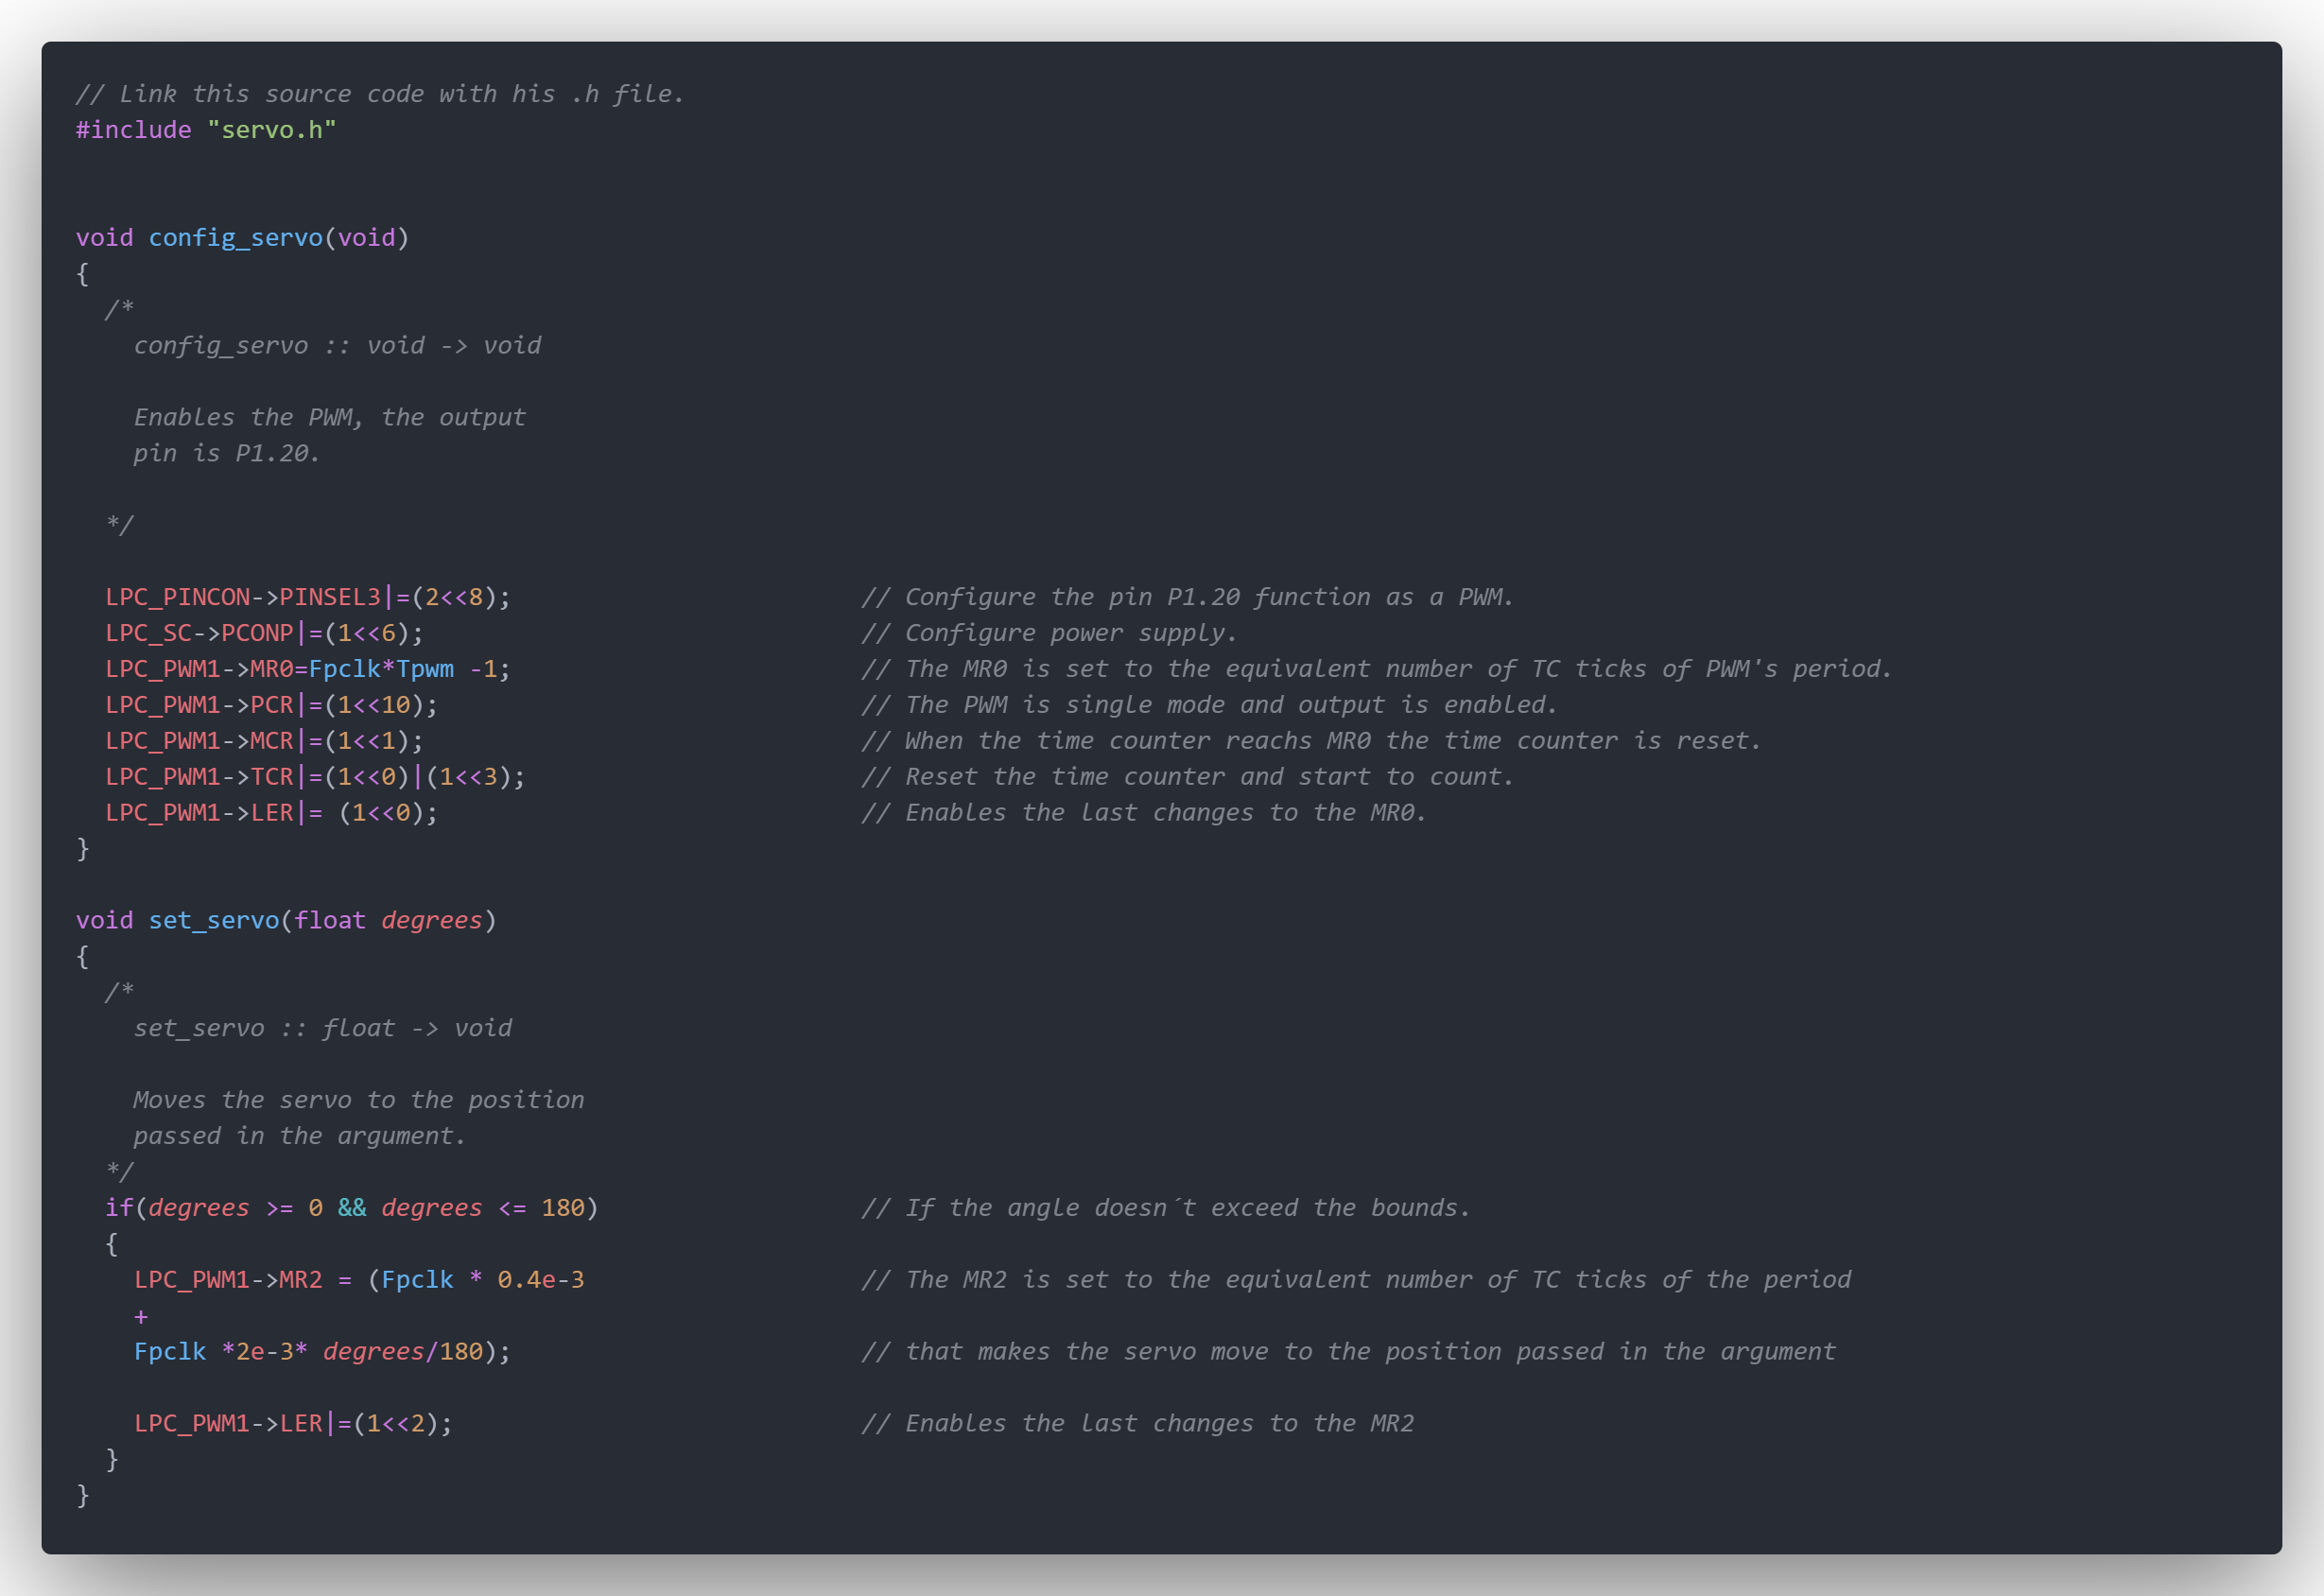 // Link this source code with his .h file.
#include "servo.h"
void config_servo(void)
{
/*
config_servo :: void -> void
Enables the PWM, the output
pin is P1.20.
*/
LPC_PINCON->PINSEL3|=(2<<8); // Configure the pin P1.20 function as a PWM.
LPC_SC->PCONP|=(1<<6); // Configure power supply.
LPC_PWM1->MR0=Fpclk*Tpwm -1; // The MR0 is set to the equivalent number of TC ticks of PWM's period.
LPC_PWM1->PCR|=(1<<10); // The PWM is single mode and output is enabled.
LPC_PWM1->MCR|=(1<<1); // When the time counter reachs MR0 the time counter is reset.
LPC_PWM1->TCR|=(1<<0)|(1<<3); // Reset the time counter and start to count.
LPC_PWM1->LER|= (1<<0); // Enables the last changes to the MR0.
}
void set_servo(float degrees)
{
/*
set_servo :: float -> void
Moves the servo to the position
passed in the argument.
*/
if(degrees >= 0 && degrees <= 180) // If the angle doesn´t exceed the bounds.
{
LPC_PWM1->MR2 = (Fpclk * 0.4e-3 // The MR2 is set to the equivalent number of TC ticks of the period
+
Fpclk *2e-3* degrees/180); // that makes the servo move to the position passed in the argument
LPC_PWM1->LER|=(1<<2); // Enables the last changes to the MR2
}
}